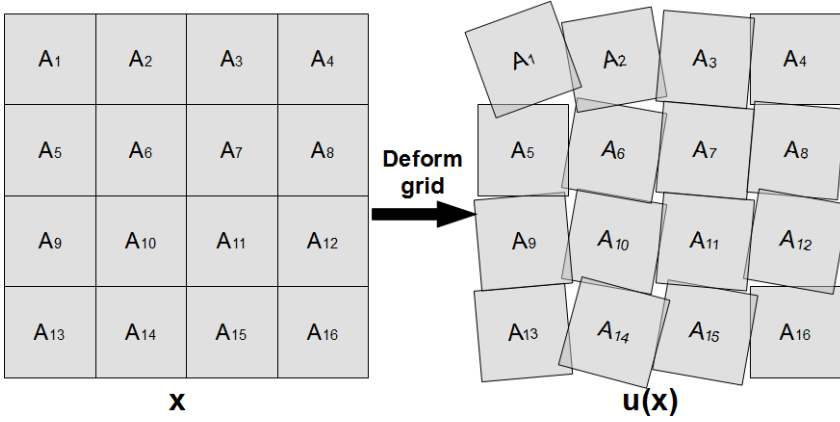 A1 A2 A3 A4 A1 A2 A3 A4
A5 A6 A7 A8 A5 A6 A7 A8
Deform
grid
A9 A10 A11 A12 A9 A10 A11 A12
A13 A14 A15 A16 A13 A14 A15 A16
x u(x)